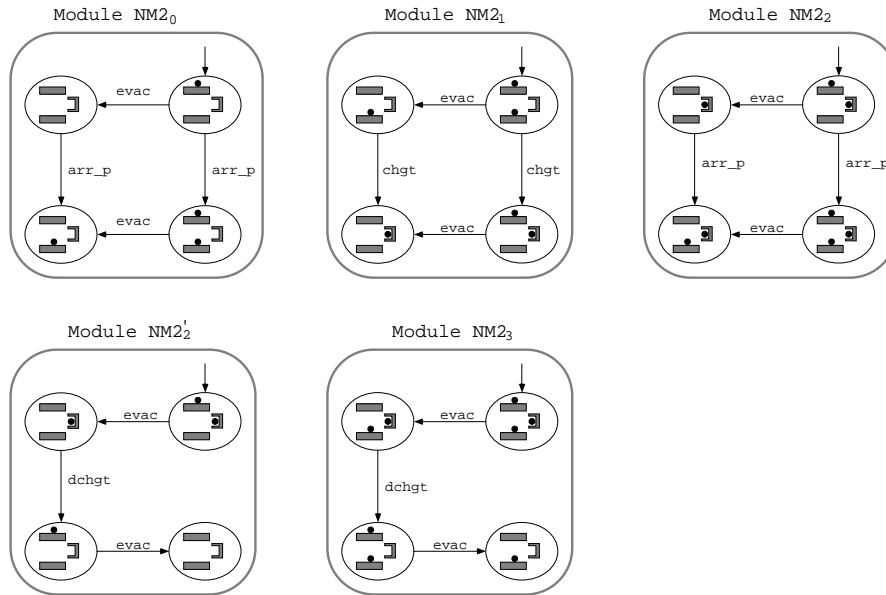 Module NM2₀
Module NM2₁
Module NM2₂
evac
evac
evac
arr_p
arr_p
chgt
chgt
arr_p
arr_p
evac
evac
evac
Module NM2₂'
Module NM2₃
evac
evac
dchgt
dchgt
evac
evac